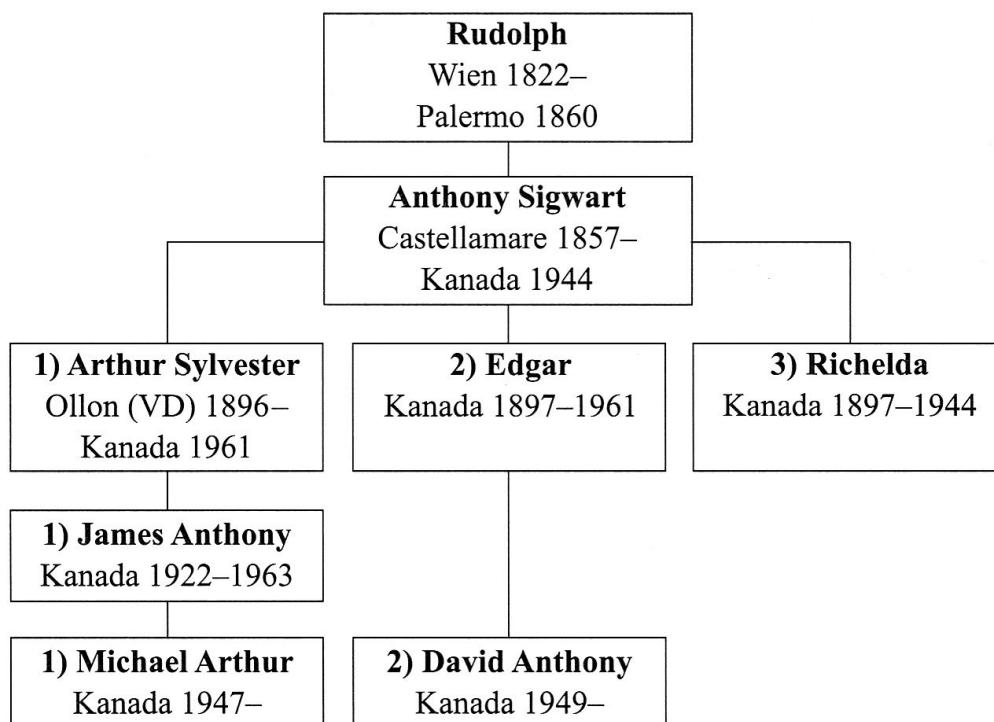 Rudolph
Wien 1822–
Palermo 1860
Anthony Sigwart
Castellamare 1857–
Kanada 1944
1) Arthur Sylvester
Ollon (VD) 1896–
Kanada 1961
2) Edgar
Kanada 1897–1961
3) Richelda
Kanada 1897–1944
1) James Anthony
Kanada 1922–1963
1) Michael Arthur
Kanada 1947–
2) David Anthony
Kanada 1949–